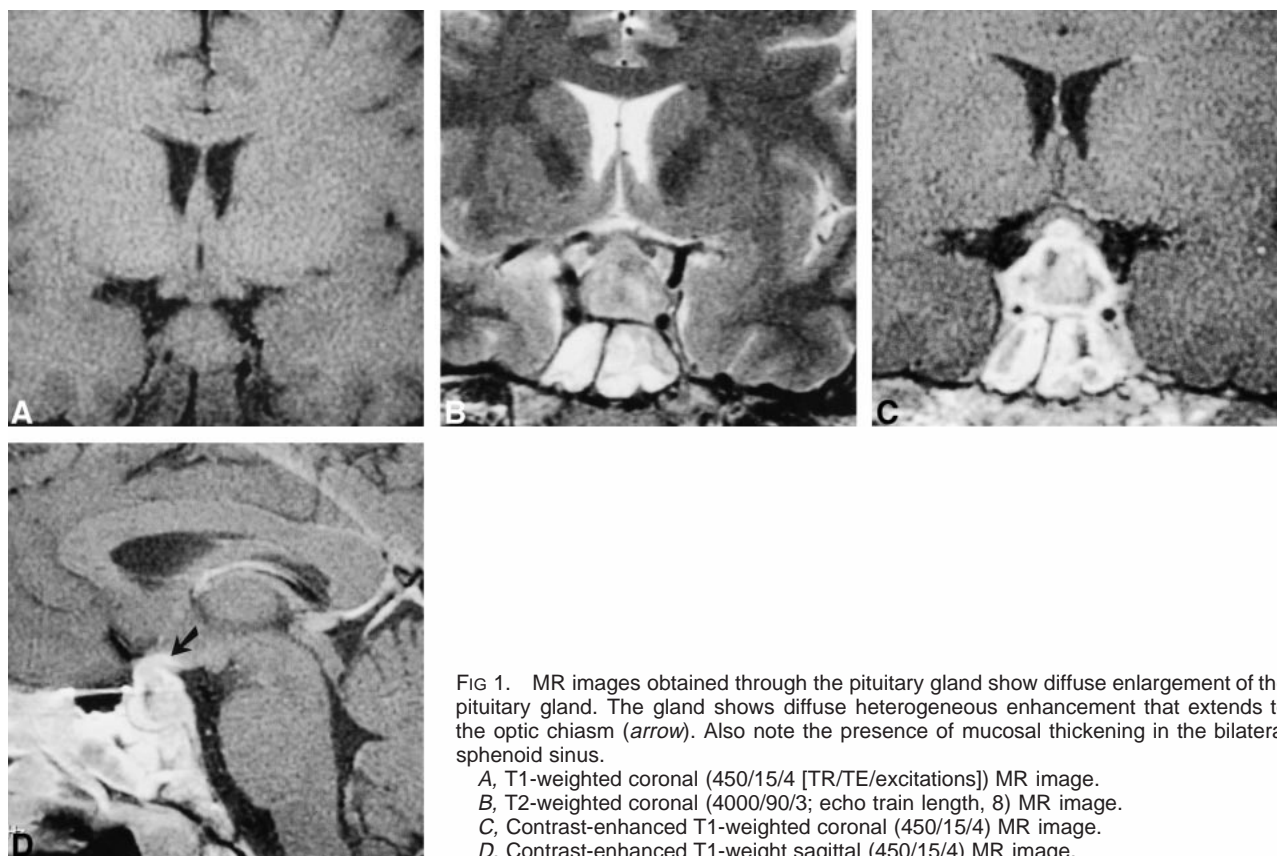 A
B
C
D
FIG 1. MR images obtained through the pituitary gland show diffuse enlargement of th
pituitary gland. The gland shows diffuse heterogeneous enhancement that extends t
the optic chiasm (arrow). Also note the presence of mucosal thickening in the bilatera
sphenoid sinus.
A, T1-weighted coronal (450/15/4 [TR/TE/excitations]) MR image.
B, T2-weighted coronal (4000/90/3; echo train length, 8) MR image.
C, Contrast-enhanced T1-weighted coronal (450/15/4) MR image.
D, Contrast-enhanced T1-weight sagittal (450/15/4) MR image.